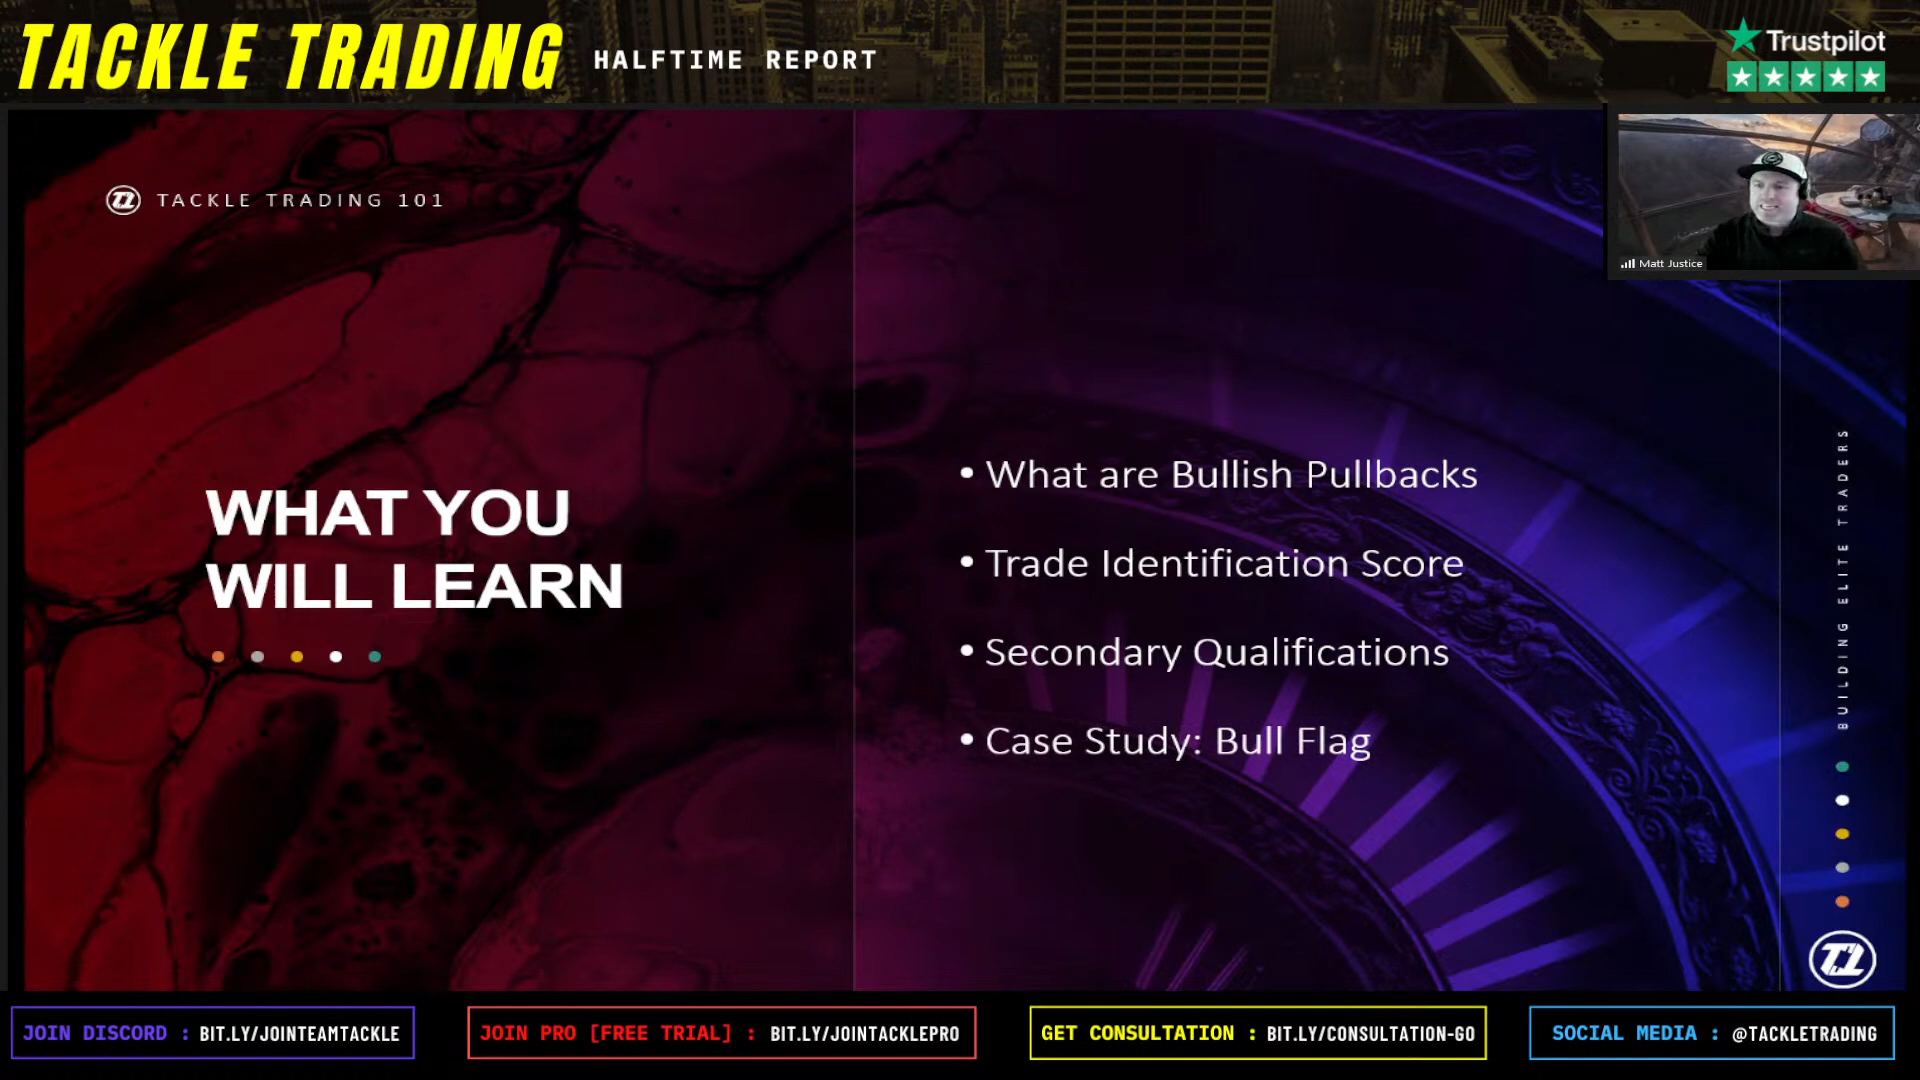 TACKLE TRADING
HALFTIME REPORT
Trustpilot
TACKLE TRADING 101
Matt Justice
WHAT YOU
WILL LEARN
• What are Bullish Pullbacks
• Trade Identification Score
• Secondary Qualifications
• Case Study: Bull Flag
BUILDING ELITE TRADERS
JOIN DISCORD : BIT.LY/JOINTEAMTACKLE
JOIN PRO [FREE TRIAL] : BIT.LY/JOINTACKLEPRO
GET CONSULTATION : BIT.LY/CONSULTATION-GO
SOCIAL MEDIA : @TACKLETRADING